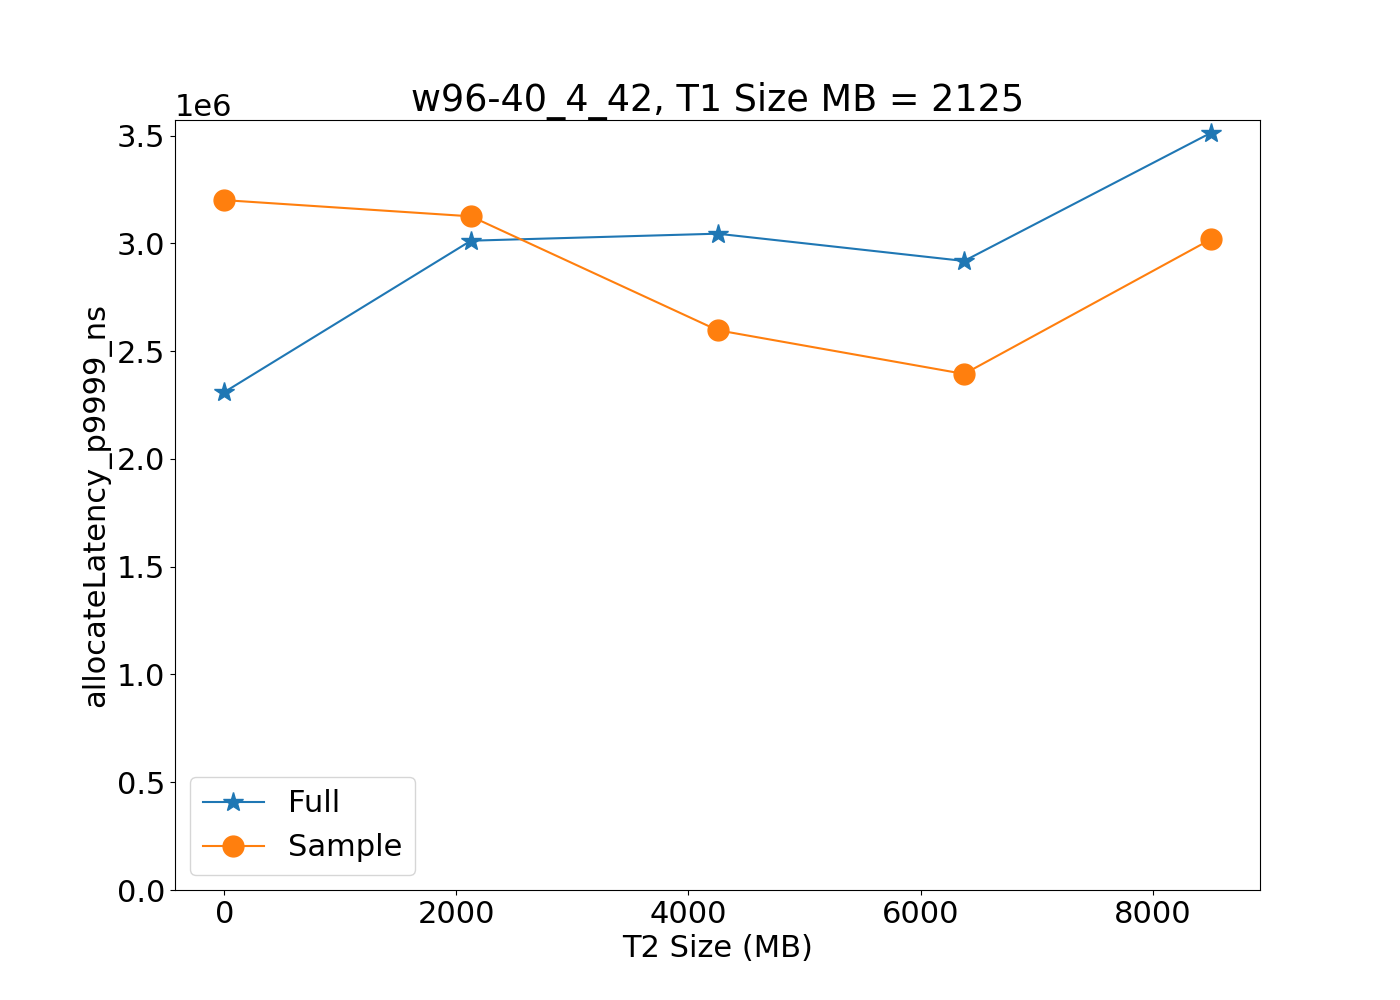 w96-40_4_42, T1 Size MB = 2125
1e6
3.5
3.0
2.5
2.0
1.5
1.0
0.5
0.0
allocateLatency_p9999_ns
Full
Sample
0 2000 4000 6000 8000
T2 Size (MB)